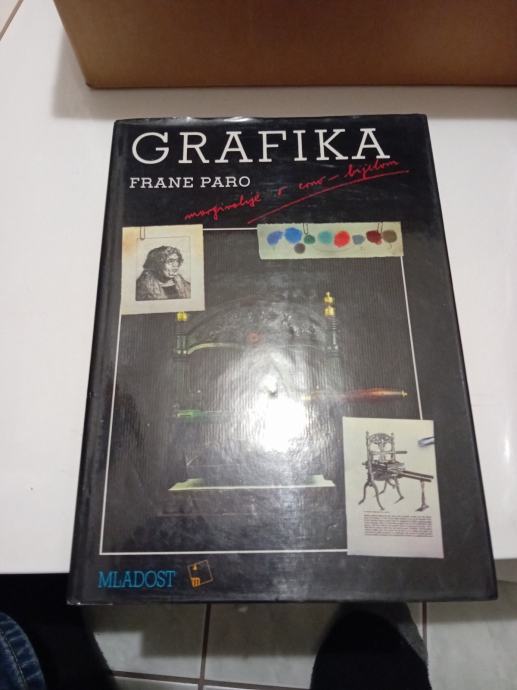 GRAFIKA
FRANE PARO
marginalije o crno-bijelom
MLADOST